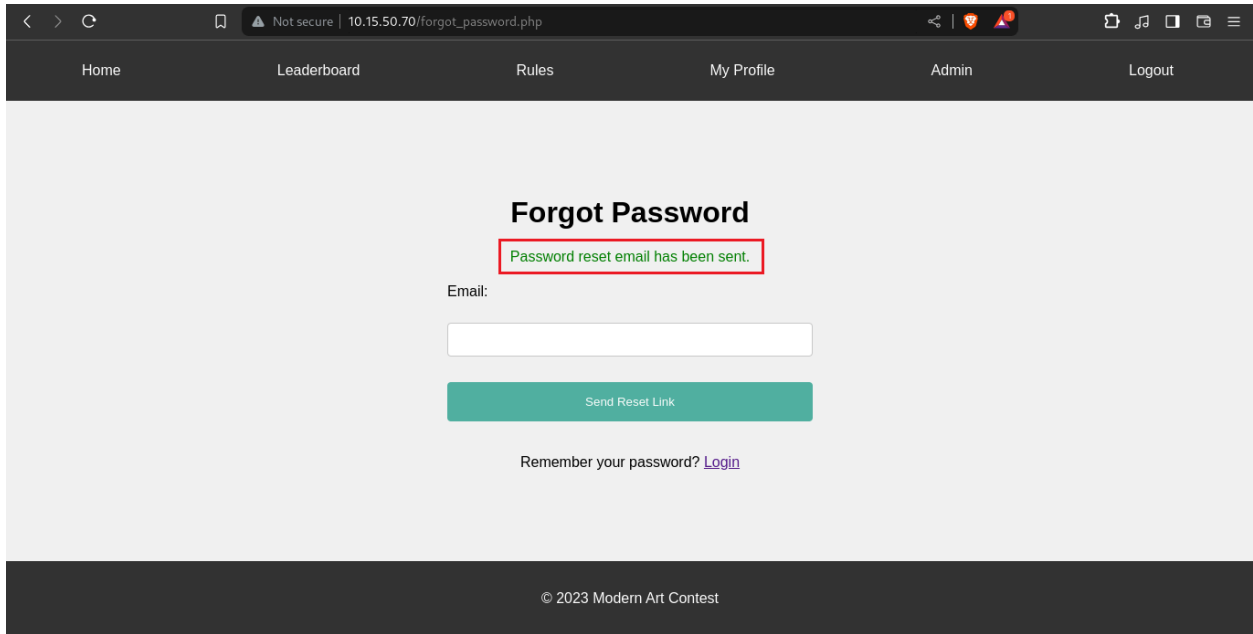 Not secure 10.15.50.70/forgot_password.php
1
Home Leaderboard Rules My Profile Admin Logout
Forgot Password
Password reset email has been sent.
Email:
Send Reset Link
Remember your password? Login
© 2023 Modern Art Contest